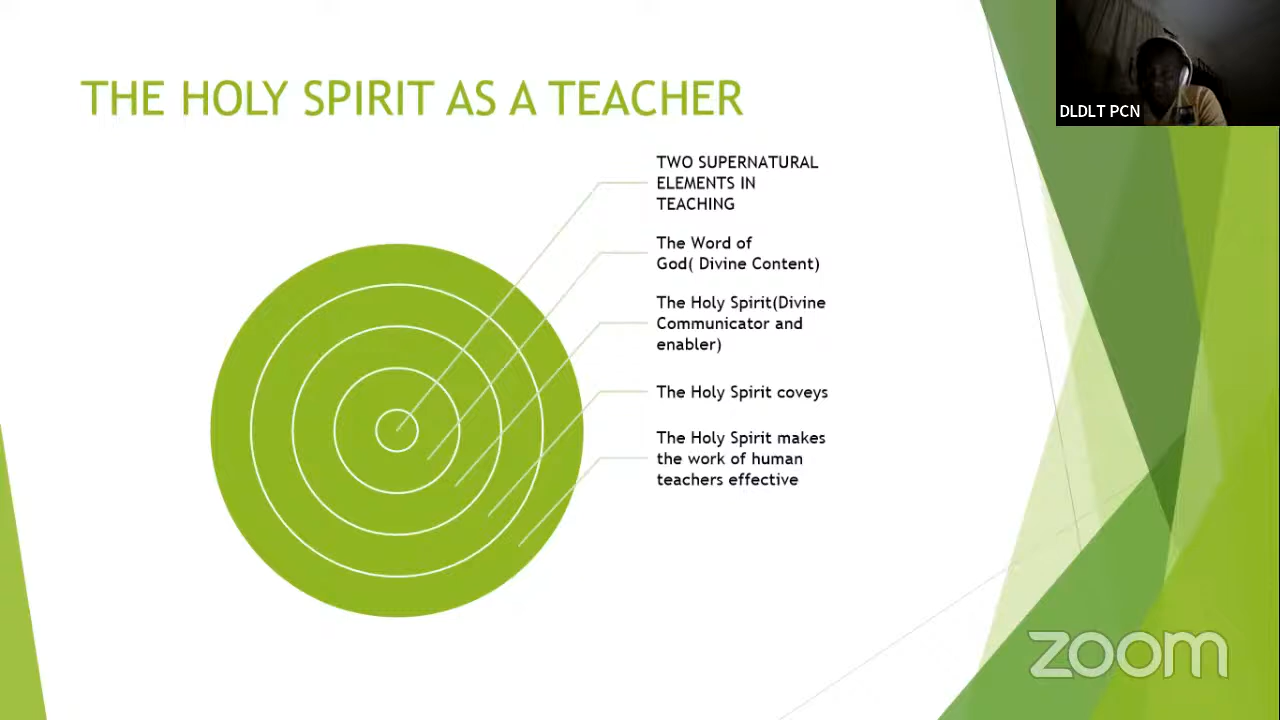 THE HOLY SPIRIT AS A TEACHER
DLDLT PCN
TWO SUPERNATURAL
ELEMENTS IN
TEACHING
The Word of
God( Divine Content)
The Holy Spirit(Divine
Communicator and
enabler)
The Holy Spirit coveys
The Holy Spirit makes
the work of human
teachers effective
zoom